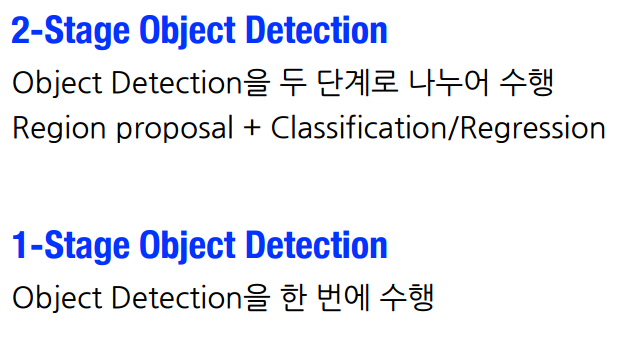 2-Stage Object Detection
Object Detection을 두 단계로 나누어 수행
Region proposal + Classification/Regression
1-Stage Object Detection
Object Detection을 한 번에 수행